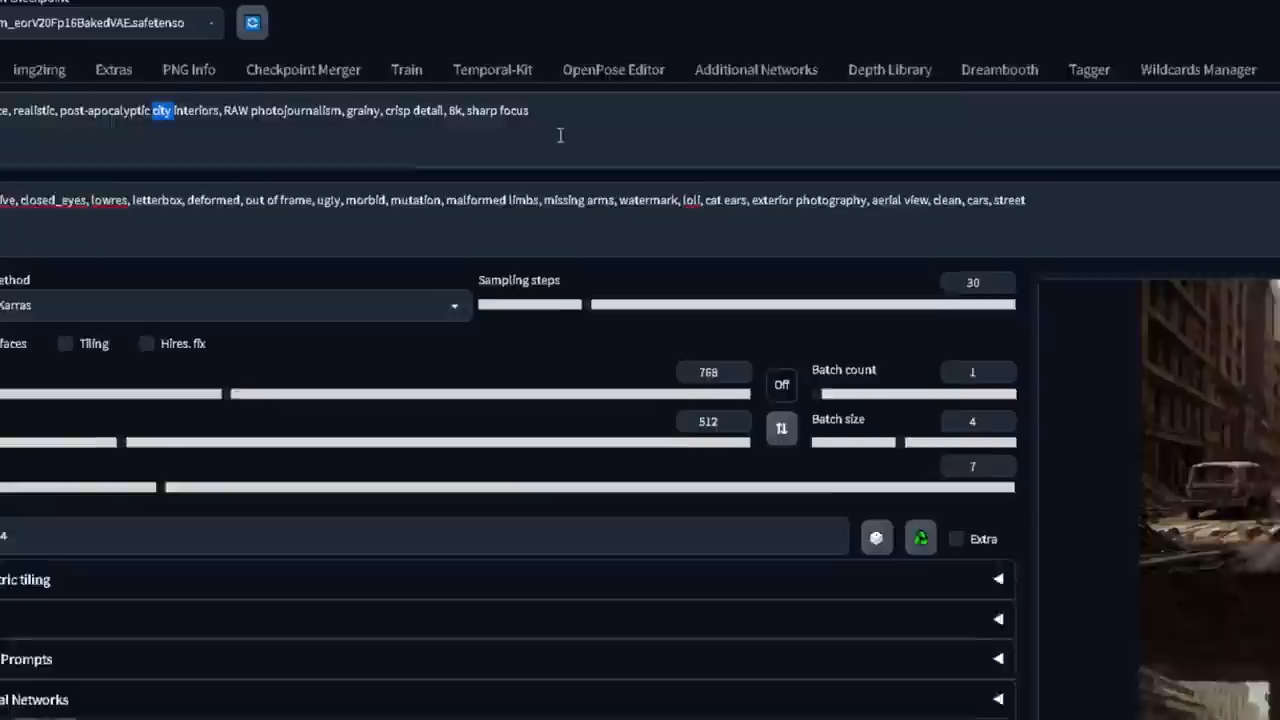 m_eorV20Fp16BakedVAE.safetenso
img2img Extras PNG Info Checkpoint Merger Train Temporal-Kit OpenPose Editor Additional Networks Depth Library Dreambooth Tagger Wildcards Manager
ce, realistic, post-apocalyptic city interiors, RAW photojournalism, grainy, crisp detail, 8k, sharp focus
ive, closed_eyes, lowres, letterbox, deformed, out of frame, ugly, morbid, mutation, malformed limbs, missing arms, watermark, loli, cat ears, exterior photography, aerial view, clean, cars, street
ethod Sampling steps 30
Karras
faces Tiling Hires. fix
768 Off Batch count 1
512 Batch size 4
7
4 Extra
ric tiling
Prompts
al Networks